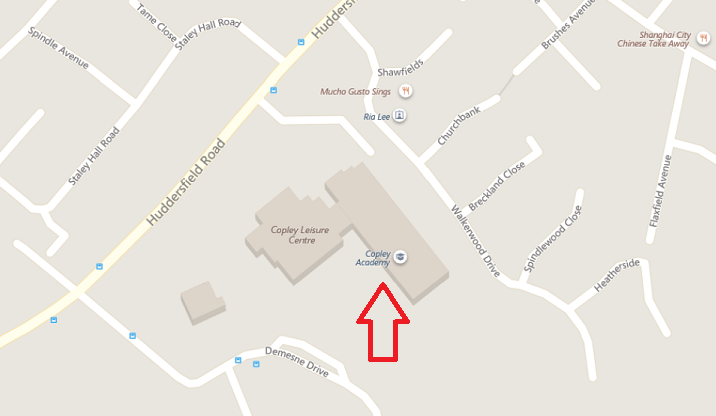 Huddersfield
Tame Close
Staley Hall Road
Spindle Avenue
Brushes Avenue
Shanghai City
Chinese Take Away
Shawfields
Mucho Gusto Sings
Ria Lee
Churchbank
Staley Hall Road
Huddersfield Road
Breckland Close
Flaxfield Avenue
Copley Leisure
Centre
Walkerwood Drive
Spindlewood Close
Copley
Academy
Heatherside
Demesne Drive